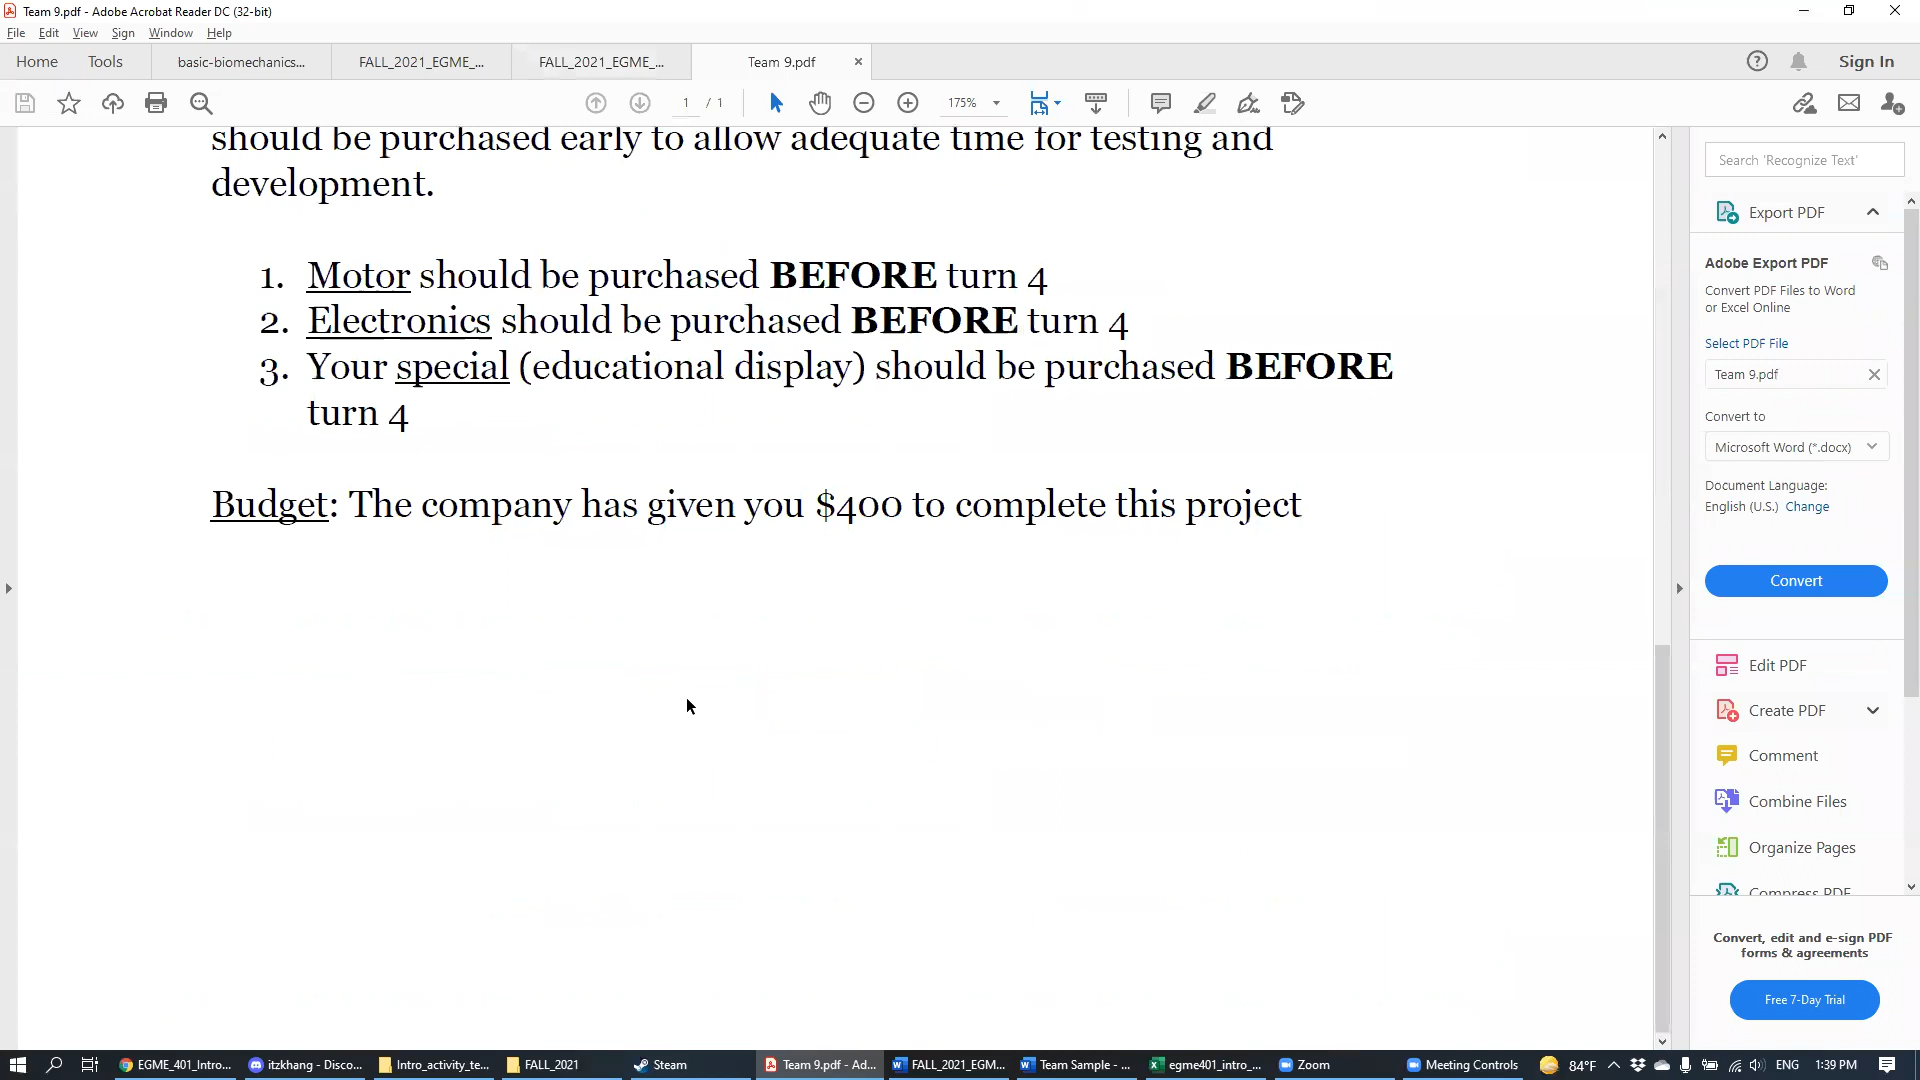 Team 9.pdf - Adobe Acrobat Reader DC (32-bit)
File Edit View Sign Window Help
Home Tools basic-biomechanics... FALL_2021_EGME_... FALL_2021_EGME_... Team 9.pdf Sign In
1 / 1 175%
should be purchased early to allow adequate time for testing and
development.
1. Motor should be purchased BEFORE turn 4
2. Electronics should be purchased BEFORE turn 4
3. Your special (educational display) should be purchased BEFORE
turn 4
Budget: The company has given you $400 to complete this project
Search 'Recognize Text'
Export PDF
Adobe Export PDF
Convert PDF Files to Word
or Excel Online
Select PDF File
Team 9.pdf
Convert to
Microsoft Word (*.docx)
Document Language:
English (U.S.) Change
Convert
Edit PDF
Create PDF
Comment
Combine Files
Organize Pages
Compress PDF
Convert, edit and e-sign PDF
forms & agreements
Free 7-Day Trial
EGME_401_Intro... itzkhang - Disco... Intro_activity_te... FALL_2021 Steam Team 9.pdf - Ad... FALL_2021_EGM... Team Sample - ... egme401_intro_... Zoom Meeting Controls 84°F ENG 1:39 PM